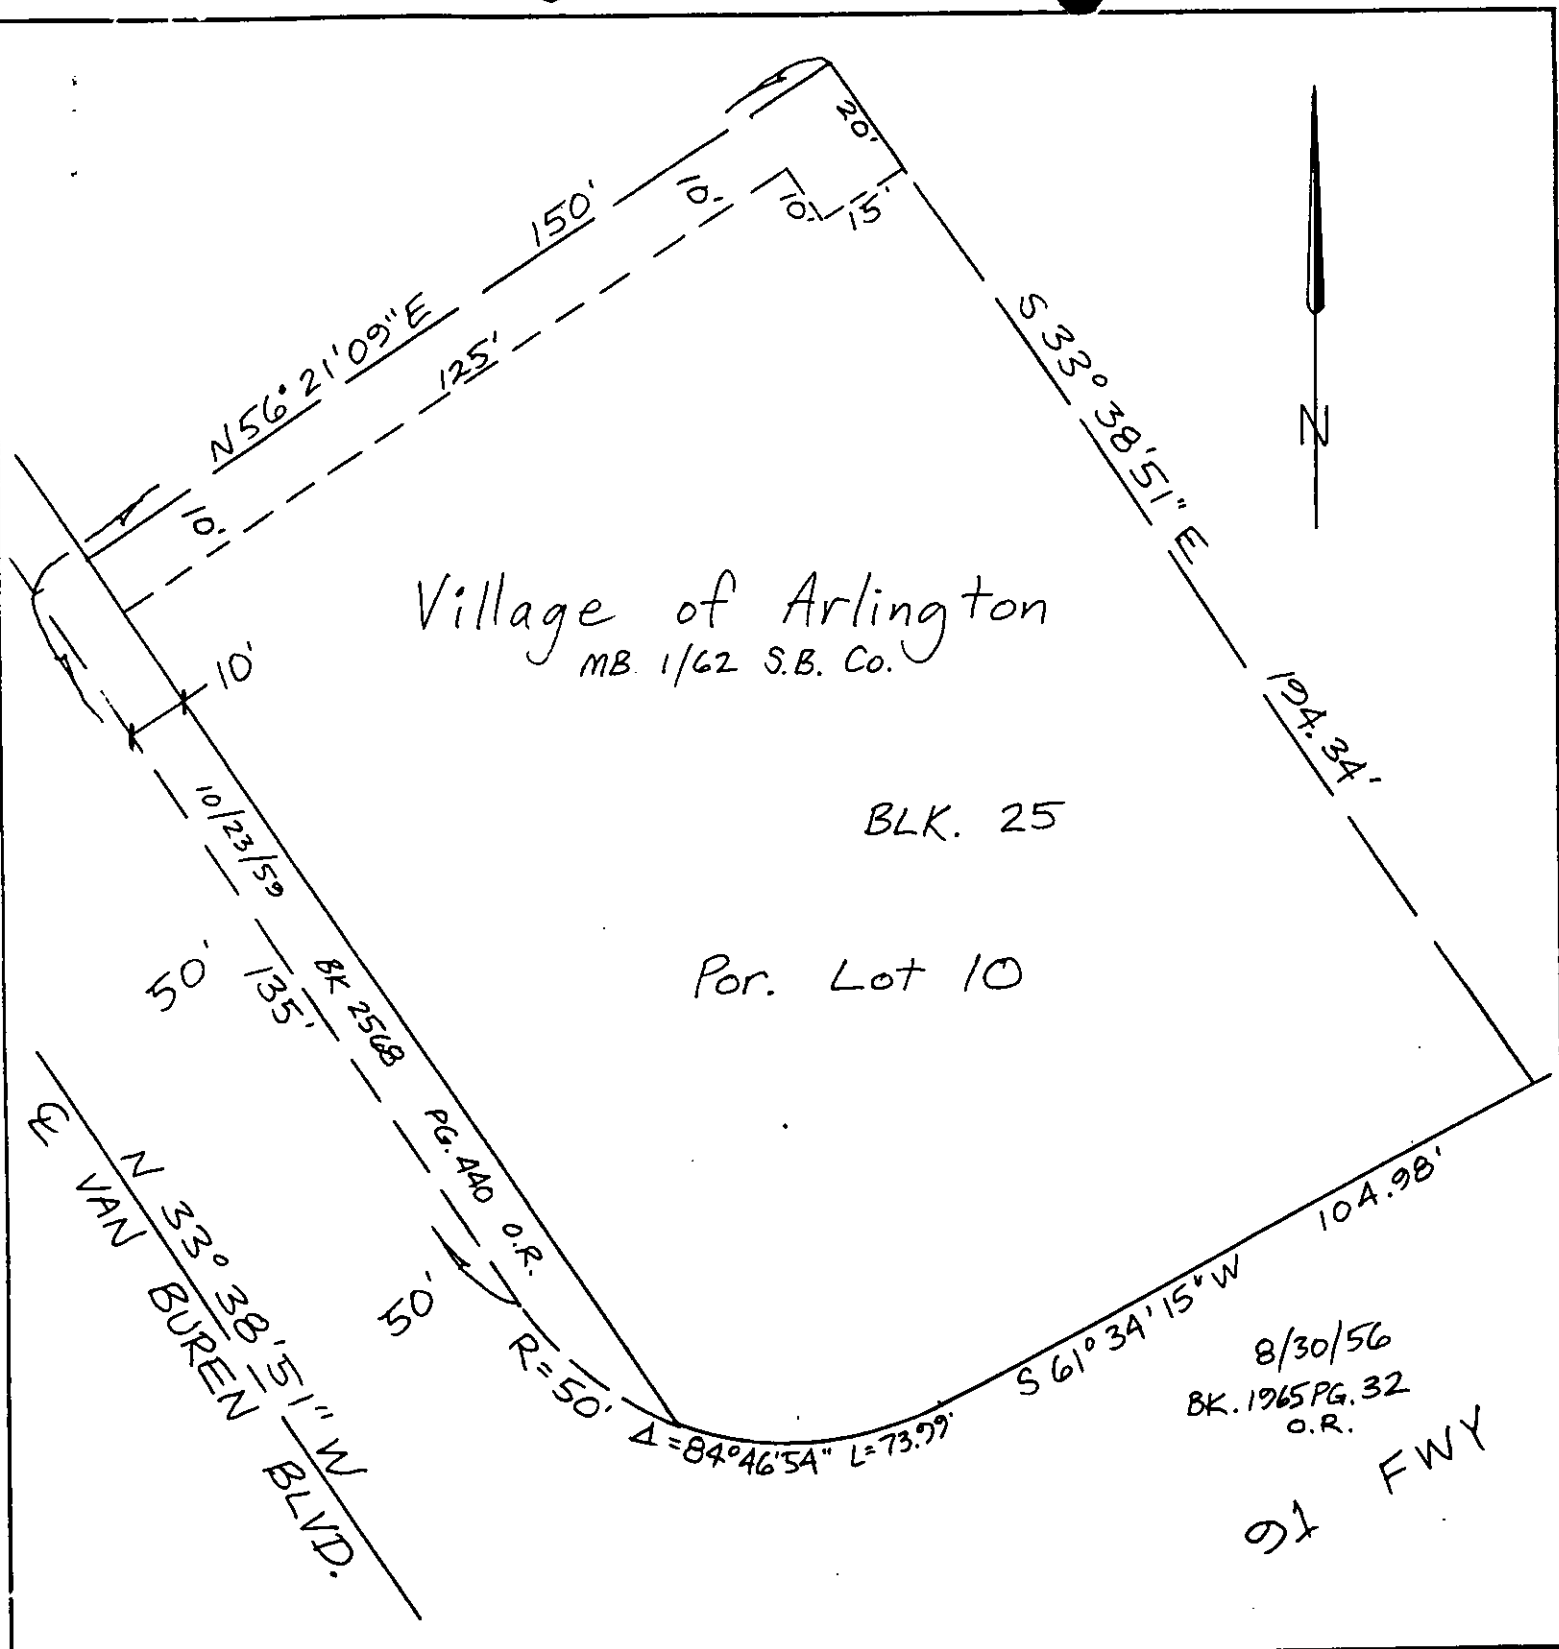 20'
150'
10'
10'
15'
N 56° 21' 09" E
125'
S 33° 38' 51" E
N
10'
Village of Arlington
MB. 1/62 S.B. Co.
10'
194.34'
10/23/59
BLK. 25
50'
135'
BK 2568
Por. Lot 10
PG. 440 O.R.
℄ VAN BUREN BLVD.
N 33° 38' 51" W
50'
R=50'
Δ=84°46'54" L=73.99'
S 61° 34' 15" W
104.98'
8/30/56
BK. 1965 PG. 32
O.R.
91 FWY